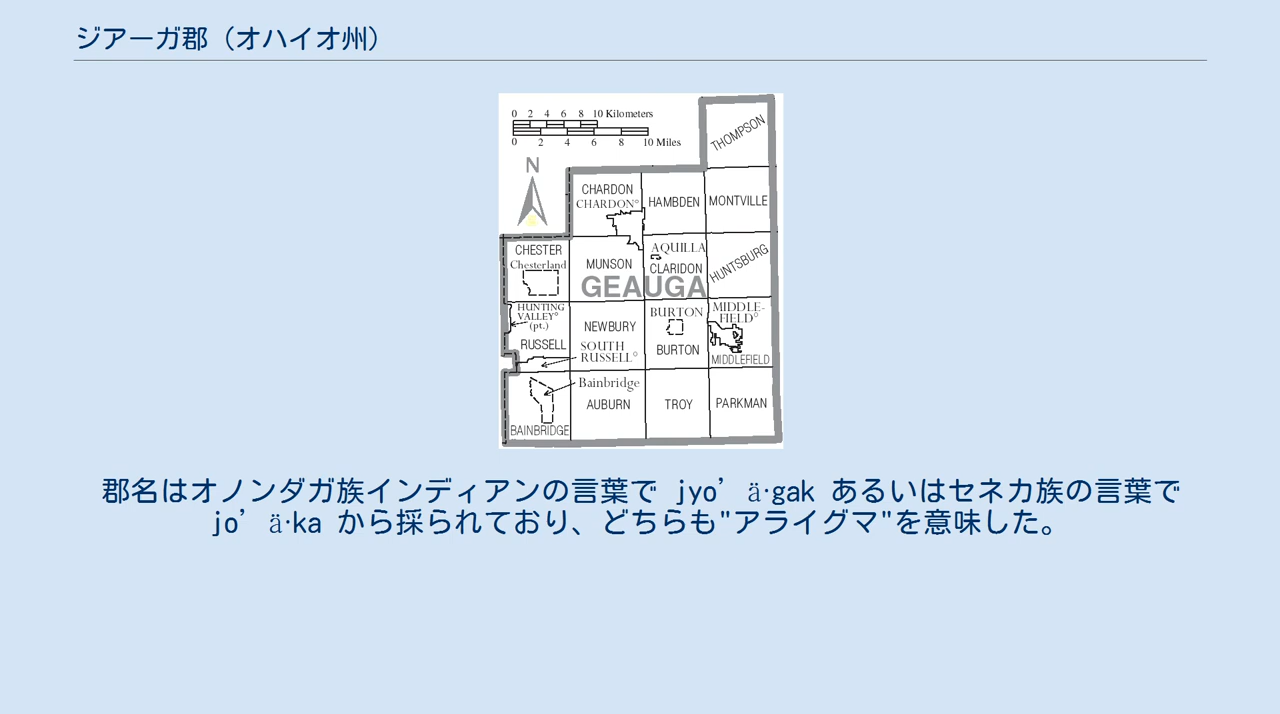 ジアーガ郡（オハイオ州）
0 2 4 6 8 10 Kilometers
0 2 4 6 8 10 Miles
N
THOMPSON
CHARDON
CHARDON°
HAMBDEN
MONTVILLE
CHESTER
Chesterland
MUNSON
AQUILLA
CLARIDON
HUNTSBURG
GEAUGA
HUNTING
VALLEY°
(pt.)
RUSSELL
NEWBURY
SOUTH
RUSSELL°
BURTON
BURTON
MIDDLE-
FIELD°
MIDDLEFIELD
Bainbridge
BAINBRIDGE
AUBURN
TROY
PARKMAN
郡名はオノンダガ族インディアンの言葉で jyo’ä·gak あるいはセネカ族の言葉で
jo’ä·ka から採られており、どちらも"アライグマ"を意味した。